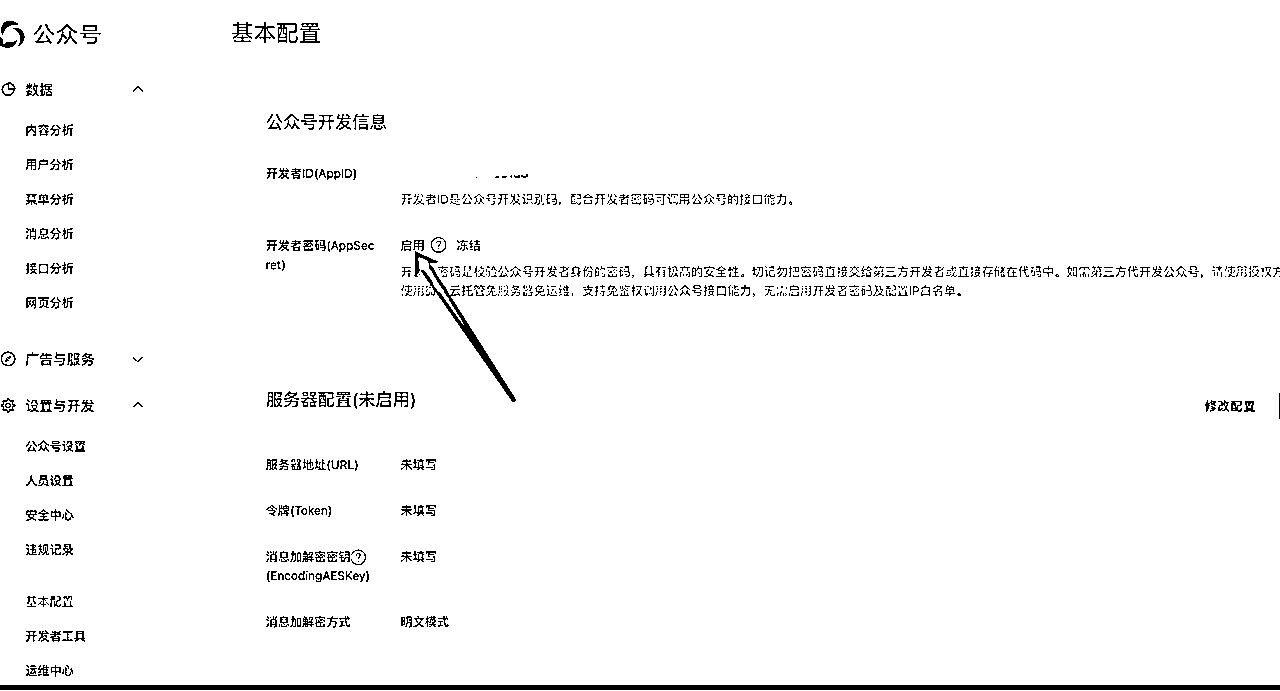 公众号
基本配置
数据
内容分析
用户分析
菜单分析
消息分析
接口分析
网页分析
广告与服务
设置与开发
公众号设置
人员设置
安全中心
违规记录
基本配置
开发者工具
运维中心
公众号开发信息
开发者ID(AppID)
开发者ID是公众号开发识别码，配合开发者密码可调用公众号的接口能力。
开发者密码(AppSec
ret)
启用 ? 冻结
开 密码是校验公众号开发者身份的密码，具有极高的安全性。切记勿把密码直接交给第三方开发者或直接存储在代码中。如需第三方代开发公众号，请使用授权方
使用 云托管免服务器免运维，支持免鉴权调用公众号接口能力，无需启用开发者密码及配置IP白名单。
服务器配置(未启用)
修改配置
服务器地址(URL) 未填写
令牌(Token) 未填写
消息加解密密钥 ? 未填写
(EncodingAESKey)
消息加解密方式 明文模式